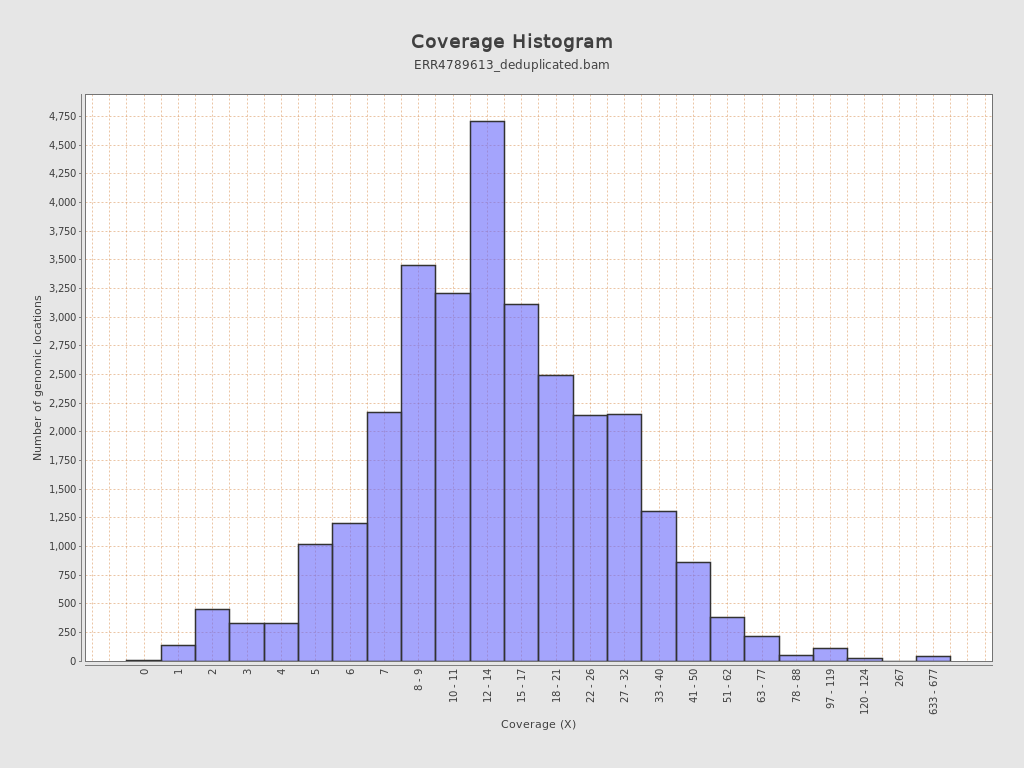 Coverage Histogram
ERR4789613_deduplicated.bam
Number of genomic locations
4,750
4,500
4,250
4,000
3,750
3,500
3,250
3,000
2,750
2,500
2,250
2,000
1,750
1,500
1,250
1,000
750
500
250
0
0
1
2
3
4
5
6
7
8 - 9
10 - 11
12 - 14
15 - 17
18 - 21
22 - 26
27 - 32
33 - 40
41 - 50
51 - 62
63 - 77
78 - 88
97 - 119
120 - 124
267
633 - 677
Coverage (X)